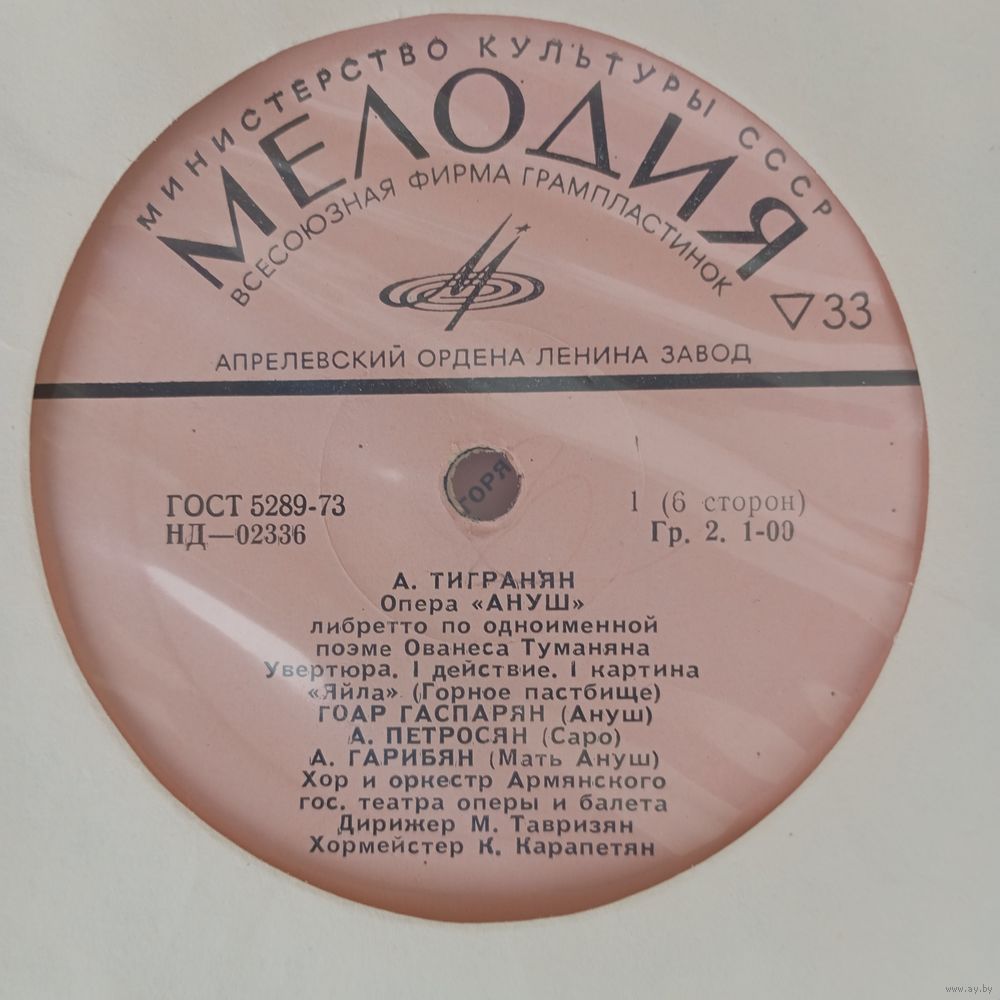 МИНИСТЕРСТВО КУЛЬТУРЫ СССР
МЕЛОДИЯ
ВСЕСОЮЗНАЯ ФИРМА ГРАМПЛАСТИНОК
33
АПРЕЛЕВСКИЙ ОРДЕНА ЛЕНИНА ЗАВОД
ГОРЯ
ГОСТ 5289-73
1 (6 сторон)
НД—02336
Гр. 2. 1-00
А. ТИГРАНЯН
Опера «АНУШ»
либретто по одноименной
поэме Ованеса Туманяна
Увертюра. I действие. I картина
«Яйла» (Горное пастбище)
ГОАР ГАСПАРЯН (Ануш)
А. ПЕТРОСЯН (Саро)
А. ГАРИБЯН (Мать Ануш)
Хор и оркестр Армянского
гос. театра оперы и балета
Дирижер М. Тавризян
Хормейстер К. Карапетян
www.ay.by